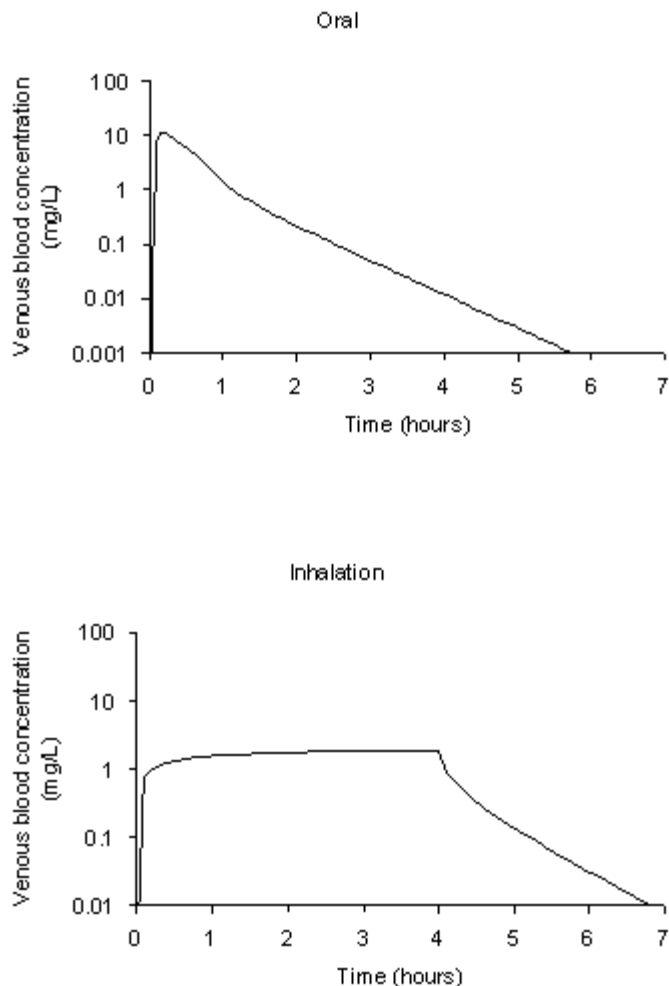 Oral
Venous blood concentration
(mg/L)
100
10
1
0.1
0.01
0.001
0 1 2 3 4 5 6 7
Time (hours)
Inhalation
Venous blood concentration
(mg/L)
100
10
1
0.1
0.01
0 1 2 3 4 5 6 7
Time (hours)